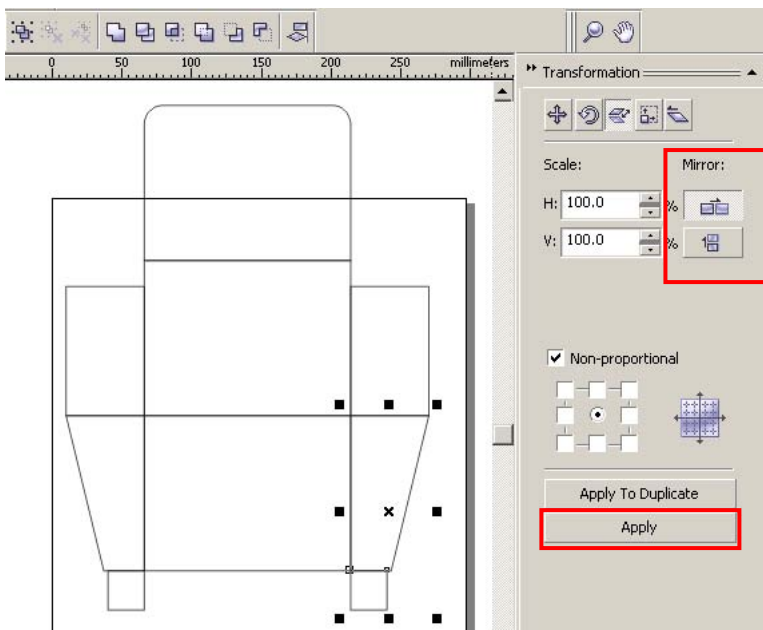 0 50 100 150 200 250 millimeters
Transformation
Scale: Mirror:
H: 100.0 %
V: 100.0 %
Non-proportional
Apply To Duplicate
Apply